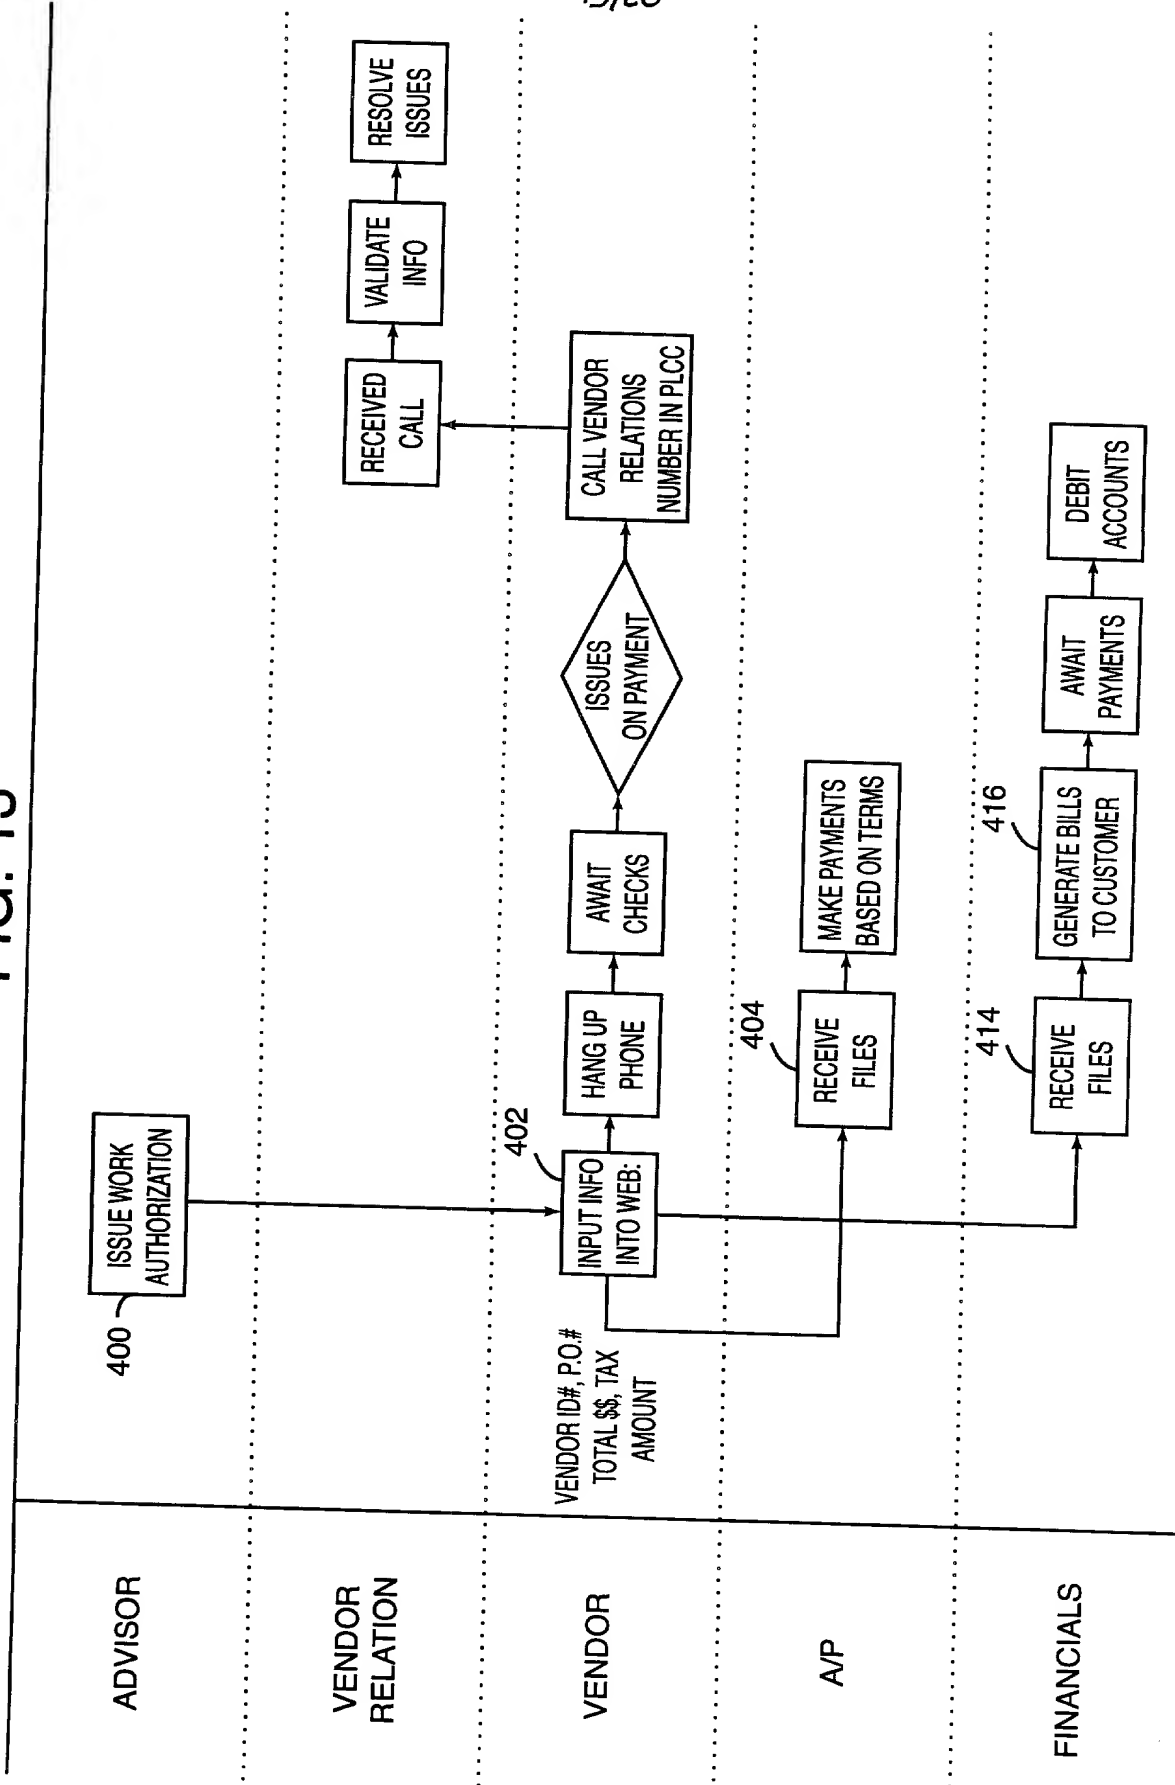 ADVISOR
400
ISSUE WORK
AUTHORIZATION
VENDOR
RELATION
RECEIVED
CALL
VALIDATE
INFO
RESOLVE
ISSUES
VENDOR
VENDOR ID#, P.O.#
TOTAL $$, TAX
AMOUNT
402
INPUT INFO
INTO WEB:
HANG UP
PHONE
AWAIT
CHECKS
ISSUES
ON PAYMENT
CALL VENDOR
RELATIONS
NUMBER IN PLCC
A/P
404
RECEIVE
FILES
MAKE PAYMENTS
BASED ON TERMS
FINANCIALS
414
RECEIVE
FILES
416
GENERATE BILLS
TO CUSTOMER
AWAIT
PAYMENTS
DEBIT
ACCOUNTS